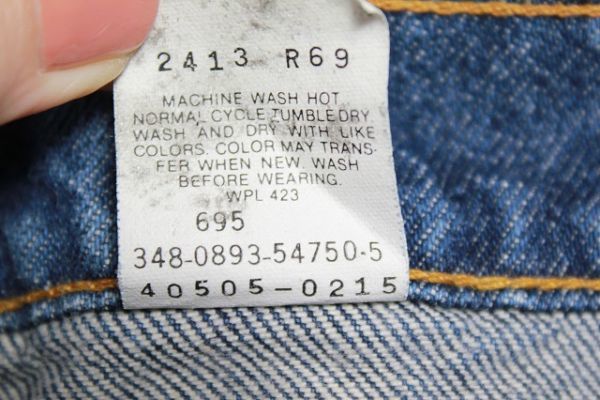 2413 R69
MACHINE WASH HOT
NORMAL CYCLE TUMBLE DRY
WASH AND DRY WITH LIKE
COLORS. COLOR MAY TRANS-
FER WHEN NEW. WASH
BEFORE WEARING.
WPL 423
695
348-0893-54750-5
40505-0215